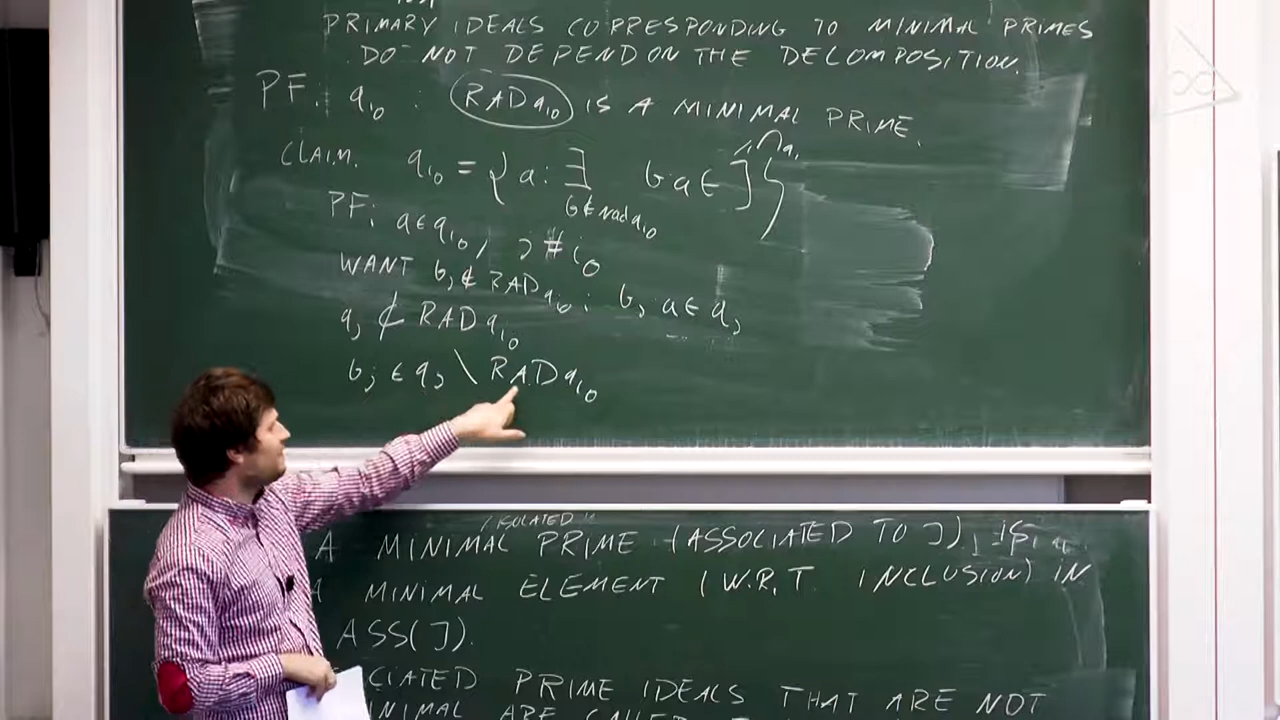 PRIMARY IDEALS CORRESPONDING TO MINIMAL PRIMES
DO NOT DEPEND ON THE DECOMPOSITION.
PF. q_{i_0} : RAD q_{i_0} IS A MINIMAL PRIME.
CLAIM. q_{i_0} = { a : ∃ b ∉ rad q_{i_0} ba ∈ J } = ∩ q_i
PF: a ∈ q_{i_0}, j ≠ i_0
WANT b_j ∉ RAD q_{i_0} : b_j a ∈ q_j
q_j ⊄ RAD q_{i_0}
b_j ∈ q_j \ RAD q_{i_0}
"ISOLATED"
A MINIMAL PRIME (ASSOCIATED TO J) IS
A MINIMAL ELEMENT (W.R.T. INCLUSION) IN
ASS(J).
CIATED PRIME IDEALS THAT ARE NOT
INIMAL ARE CALLED